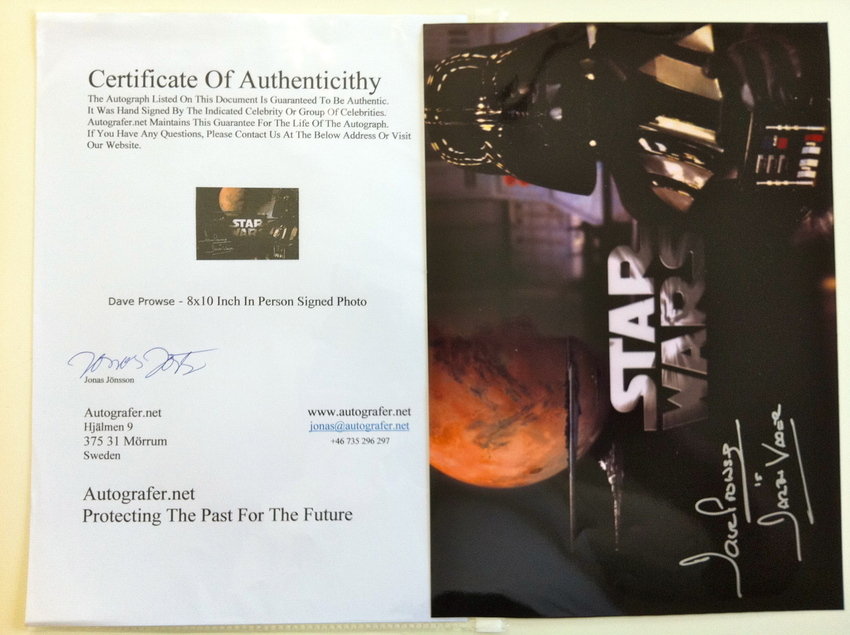 Certificate Of Authenticithy
The Autograph Listed On This Document Is Guaranteed To Be Authentic.
It Was Hand Signed By The Indicated Celebrity Or Group Of Celebrities.
Autografer.net Maintains This Guarantee For The Life Of The Autograph.
If You Have Any Questions, Please Contact Us At The Below Address Or Visit
Our Website.
STAR
WARS
Dave Prowse - 8x10 Inch In Person Signed Photo
Jonas Jönsson
Autografer.net
Hjälmen 9
375 31 Mörrum
Sweden
www.autografer.net
jonas@autografer.net
+46 735 296 297
Autografer.net
Protecting The Past For The Future
STAR
WARS
Dave Prowse
is
Darth Vader